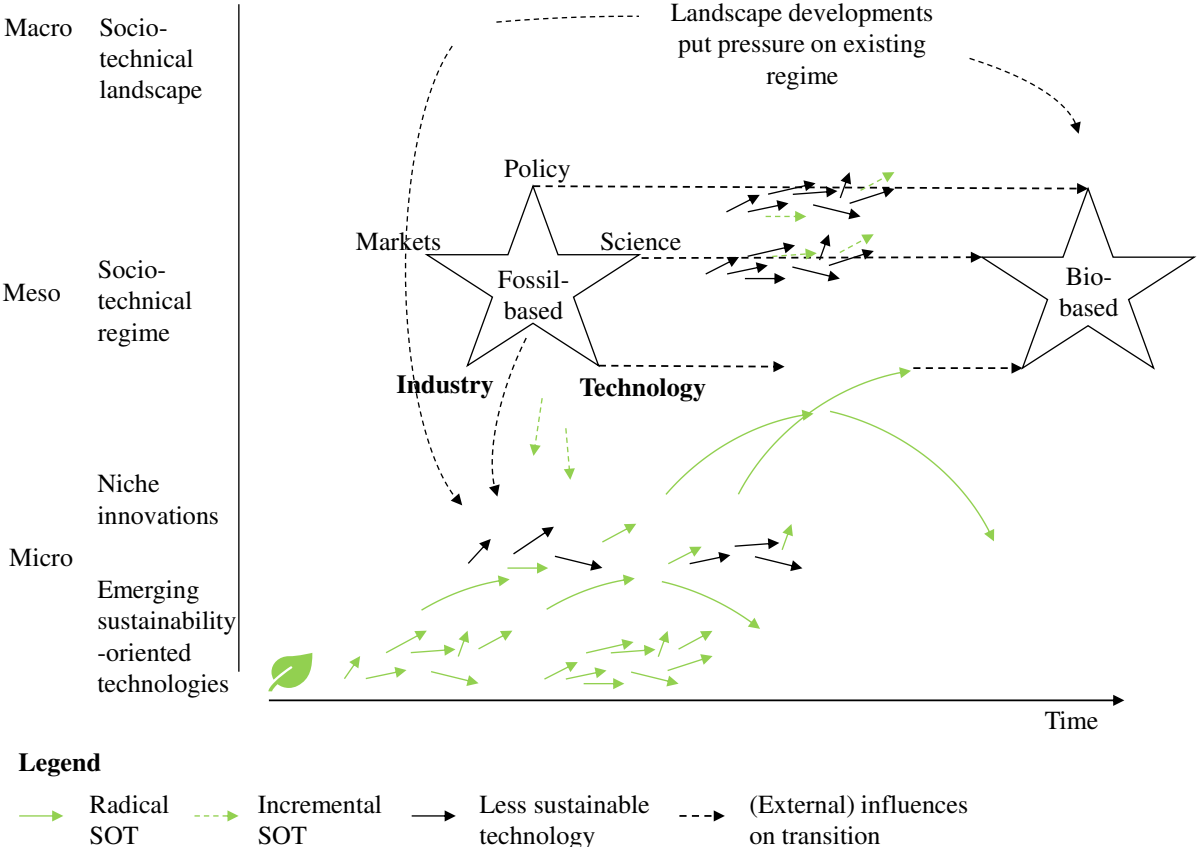 Macro
Socio-
technical
landscape
Landscape developments
put pressure on existing
regime
Policy
Markets
Science
Fossil-
based
Bio-
based
Meso
Socio-
technical
regime
Industry
Technology
Niche
innovations
Micro
Emerging
sustainability
-oriented
technologies
Time
Legend
Radical
SOT
Incremental
SOT
Less sustainable
technology
(External) influences
on transition